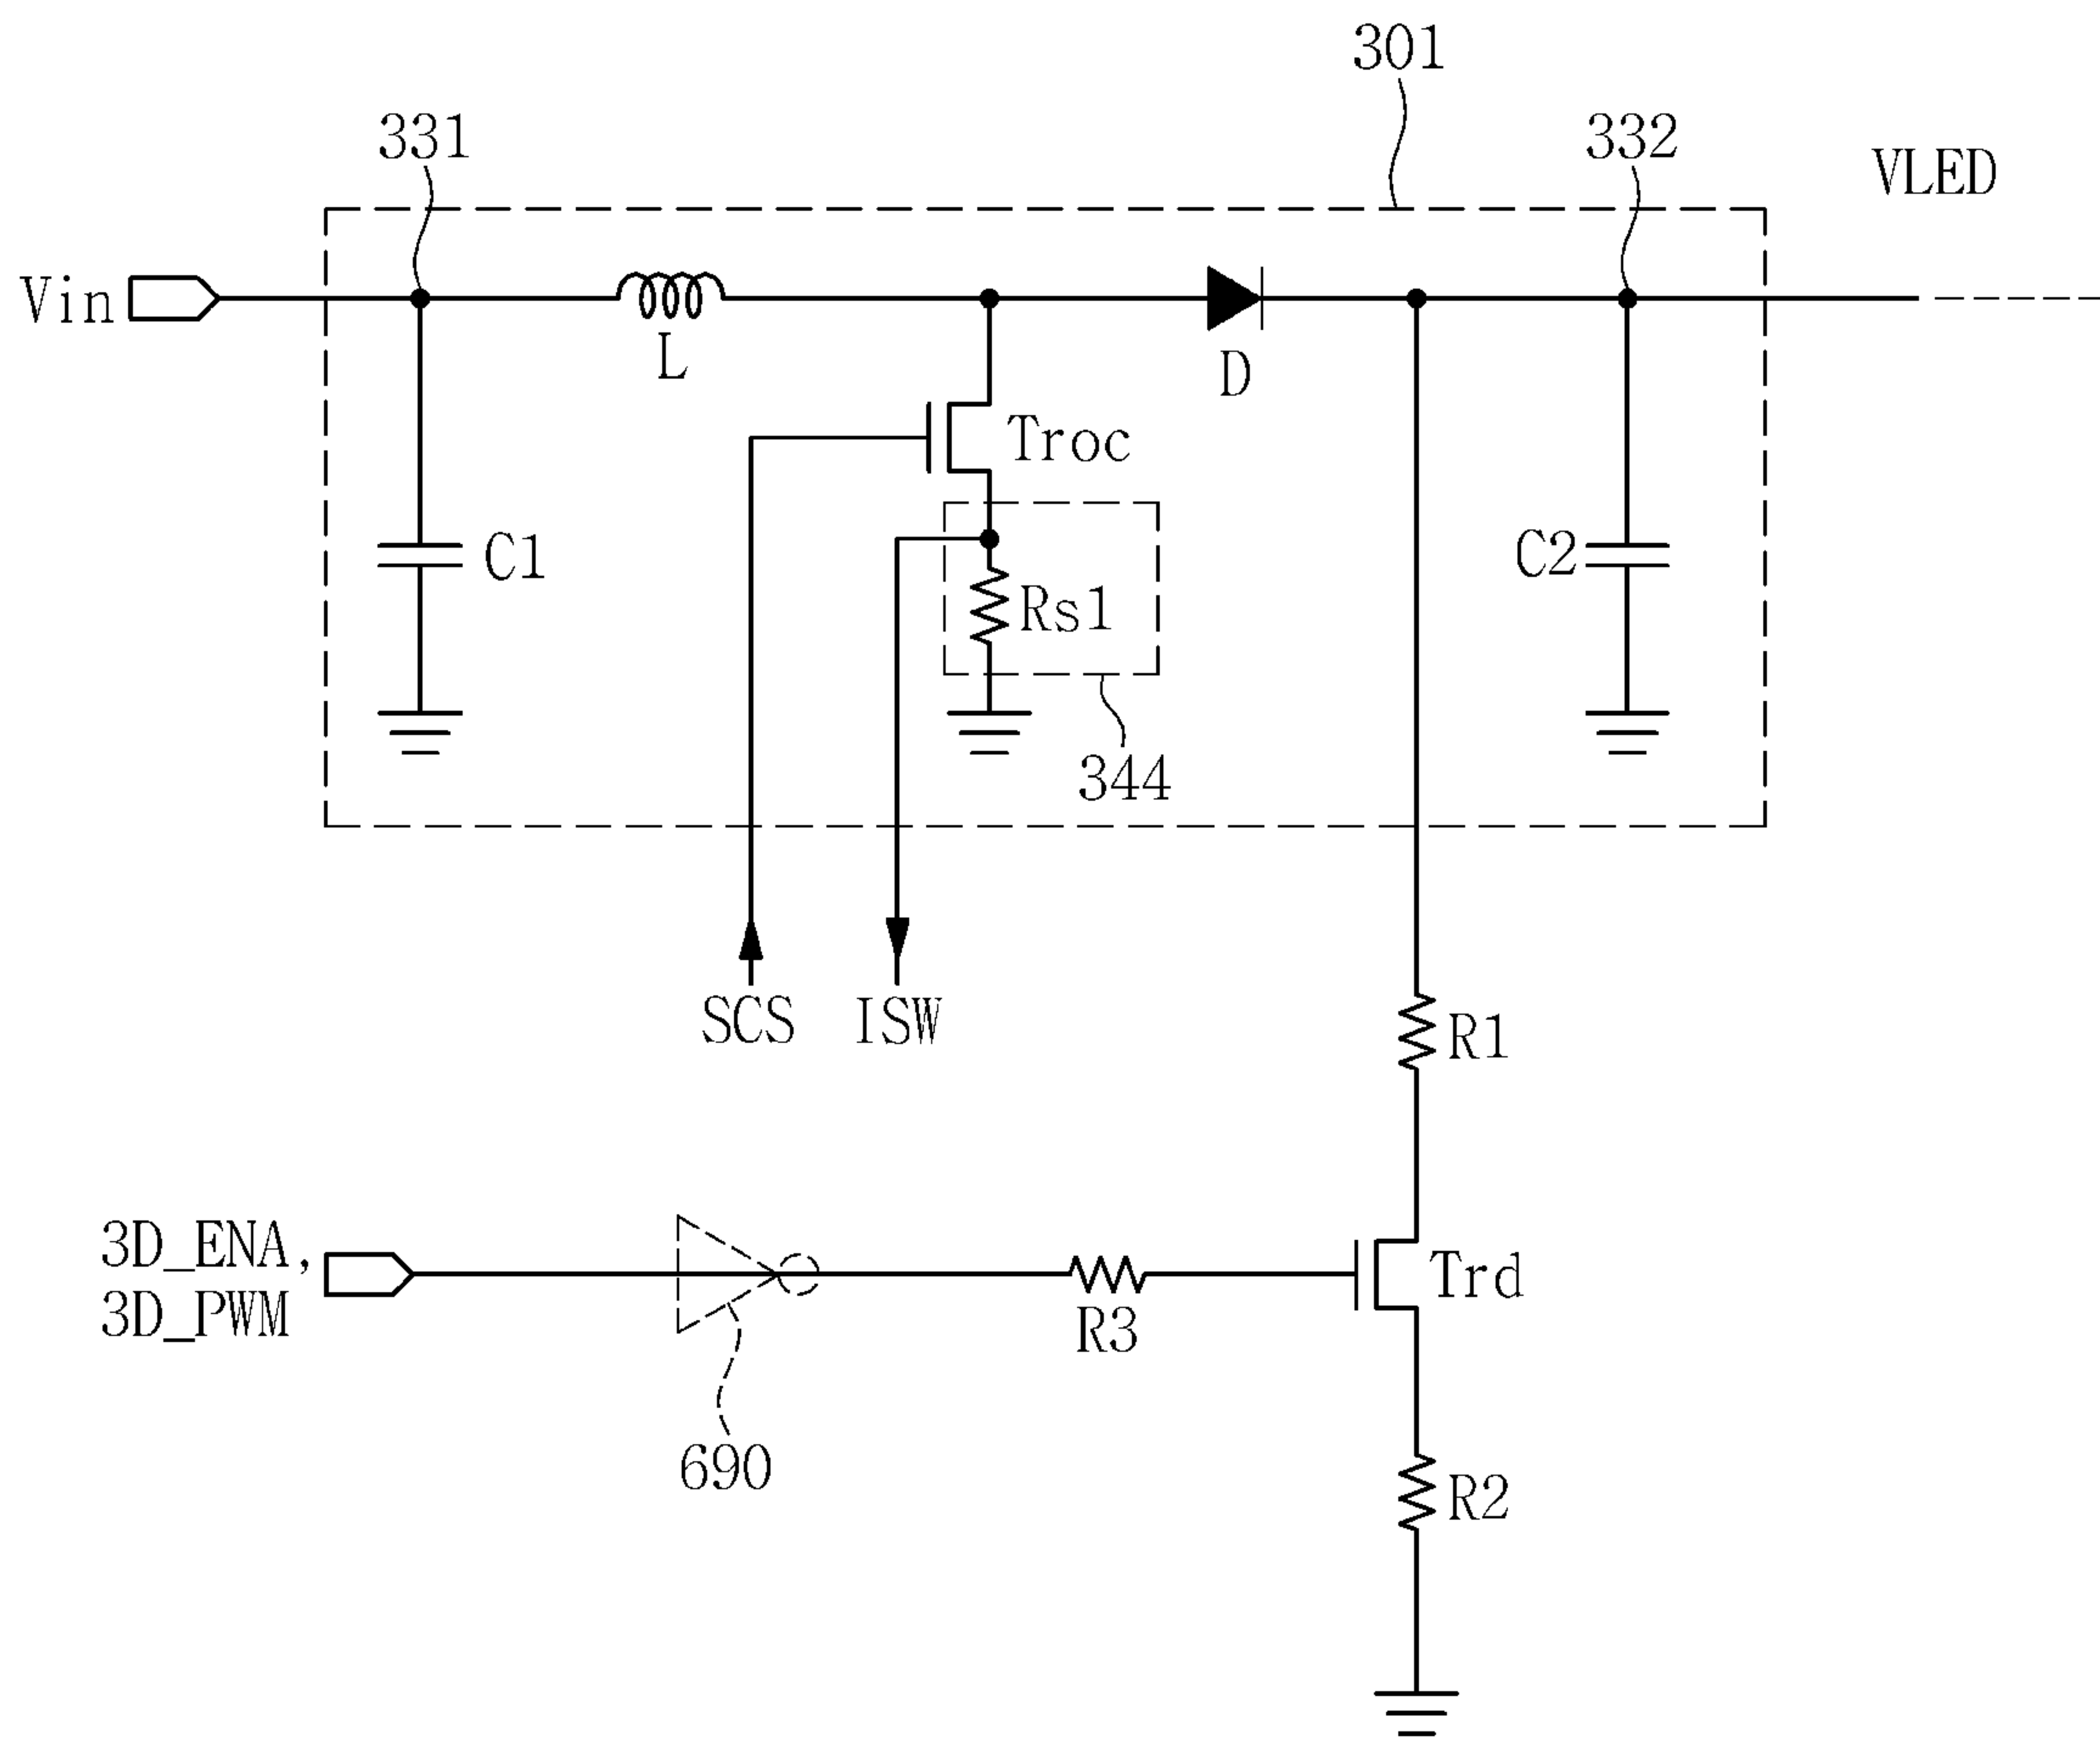 301
331
332
VLED
Vin
L
D
Troc
C1
C2
Rs1
344
SCS
ISW
R1
3D_ENA,
3D_PWM
Trd
R3
690
R2